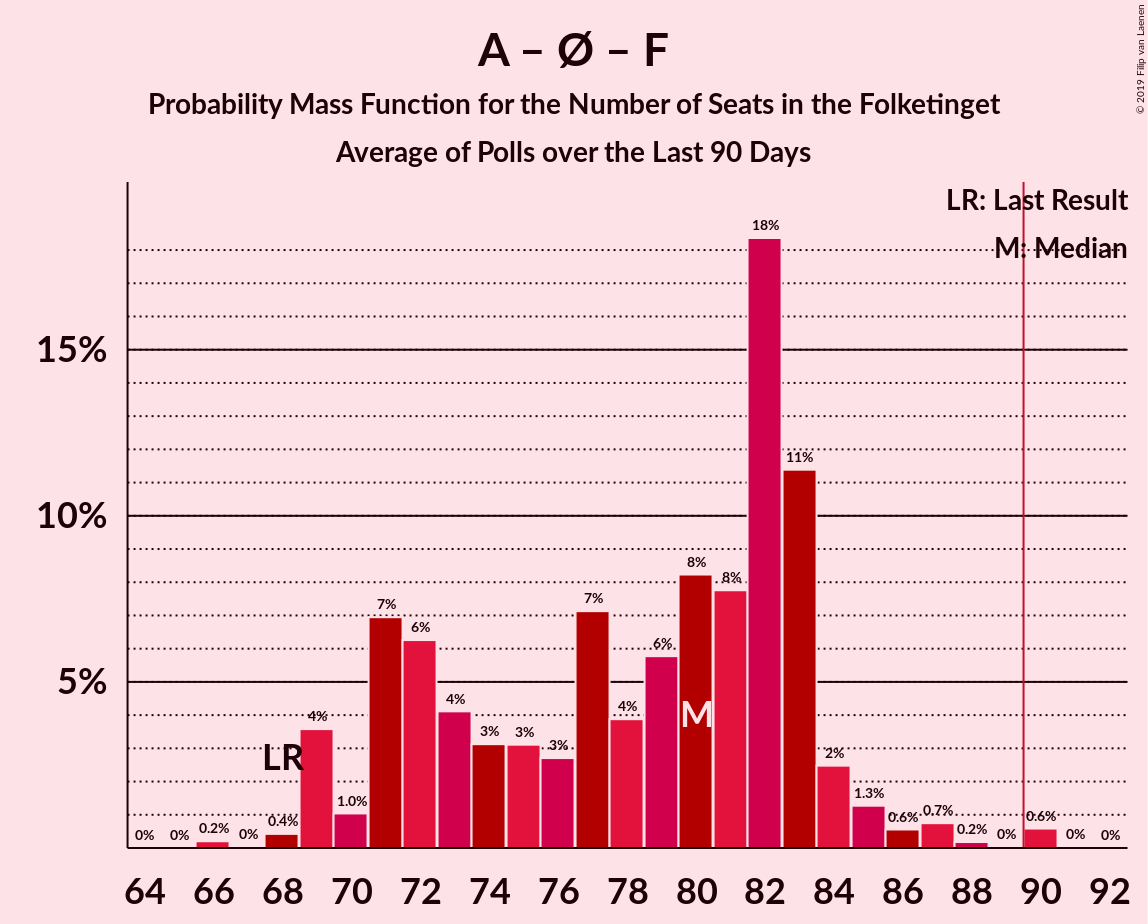 A – Ø – F
Probability Mass Function for the Number of Seats in the Folketinget
Average of Polls over the Last 90 Days
© 2019 Filip van Laenen
LR: Last Result
M: Median
15%
10%
5%
0% 0% 0.2% 0% 0.4% 4% 1.0% 7% 6% 4% 3% 3% 3% 7% 4% 6% 8% 8% 18% 11% 2% 1.3% 0.6% 0.7% 0.2% 0% 0.6% 0% 0%
LR
M
64 66 68 70 72 74 76 78 80 82 84 86 88 90 92